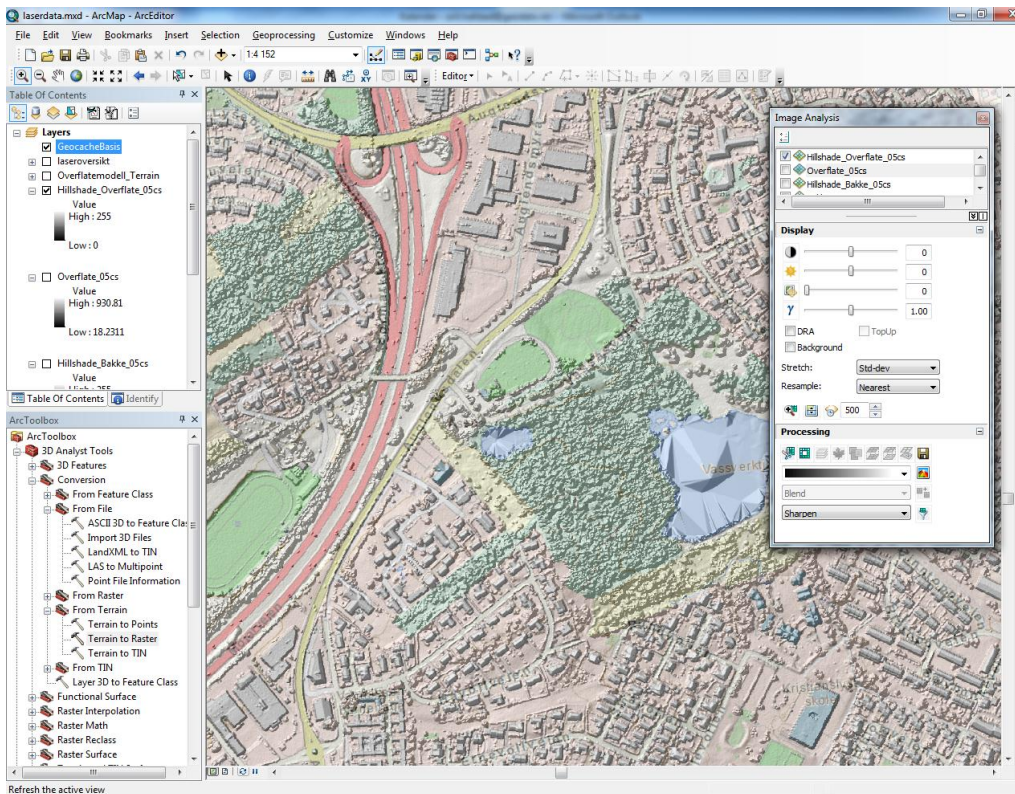 laserdata.mxd - ArcMap - ArcEditor
File Edit View Bookmarks Insert Selection Geoprocessing Customize Windows Help
1:4 152
Editor
Table Of Contents
Layers
GeocacheBasis
laseroversikt
Overflatemodell_Terrain
Hillshade_Overflate_05cs
Value
High : 255
Low : 0
Overflate_05cs
Value
High : 930.81
Low : 18.2311
Hillshade_Bakke_05cs
Value
Table Of Contents Identify
ArcToolbox
ArcToolbox
3D Analyst Tools
3D Features
Conversion
From Feature Class
From File
ASCII 3D to Feature Clas
Import 3D Files
LandXML to TIN
LAS to Multipoint
Point File Information
From Raster
From Terrain
Terrain to Points
Terrain to Raster
Terrain to TIN
From TIN
Layer 3D to Feature Class
Functional Surface
Raster Interpolation
Raster Math
Raster Reclass
Raster Surface
Refresh the active view
Vassverkt
skole
Image Analysis
Hillshade_Overflate_05cs
Overflate_05cs
Hillshade_Bakke_05cs
Display
0
0
0
γ 1.00
DRA TopUp
Background
Stretch: Std-dev
Resample: Nearest
500
Processing
Blend
Sharpen